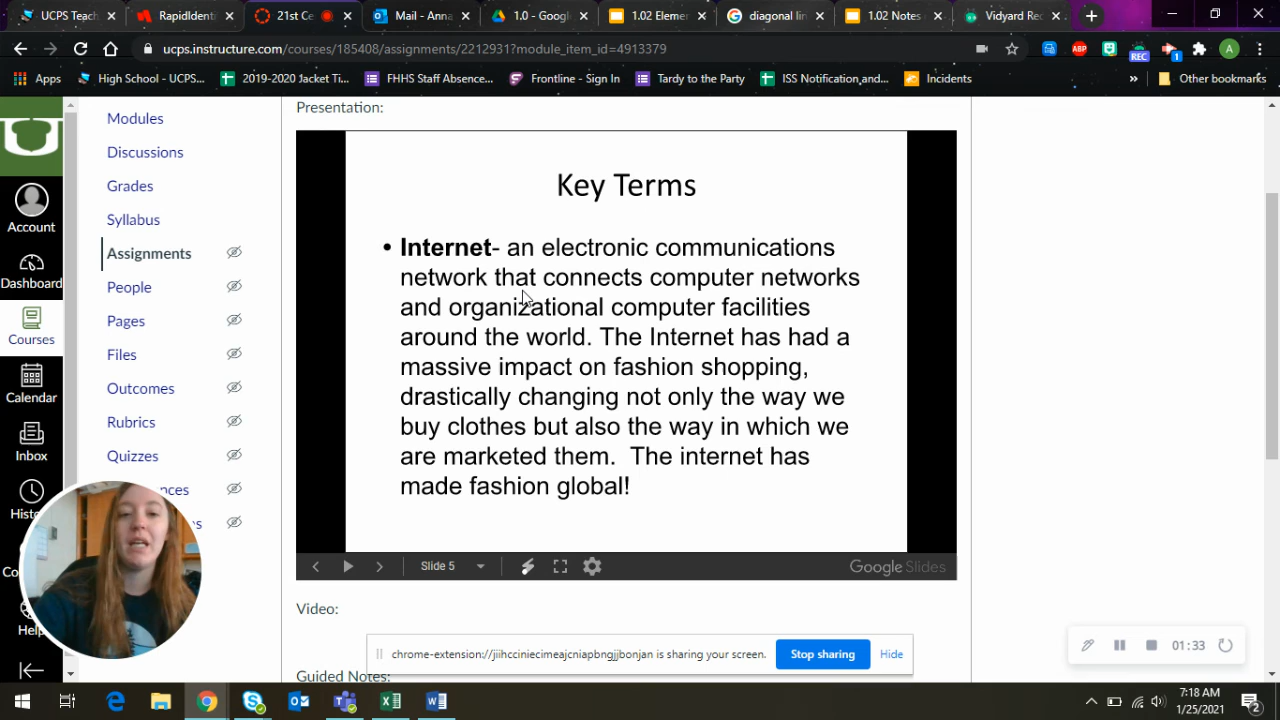 UCPS Teach
RapidIdenti
21st Ce
Mail - Anna
1.0 - Google
1.02 Elemen
diagonal lin
1.02 Notes
Vidyard Rec
ucps.instructure.com/courses/185408/assignments/2212931?module_item_id=4913379
ABP
REC
1
A
Apps
High School - UCPS...
2019-2020 Jacket Ti...
FHHS Staff Absence...
Frontline - Sign In
Tardy to the Party
ISS Notification,and...
Incidents
»
Other bookmarks
Account
Dashboard
Courses
Calendar
Inbox
Help
Modules
Discussions
Grades
Syllabus
Assignments
People
Pages
Files
Outcomes
Rubrics
Quizzes
Presentation:
Key Terms
• Internet- an electronic communications
network that connects computer networks
and organizational computer facilities
around the world. The Internet has had a
massive impact on fashion shopping,
drastically changing not only the way we
buy clothes but also the way in which we
are marketed them. The internet has
made fashion global!
Slide 5
Google Slides
Video:
chrome-extension://jiihcciniecimeajcniapbngjjbonjan is sharing your screen.
Stop sharing
Hide
Guided Notes:
01:33
7:18 AM
1/25/2021
2